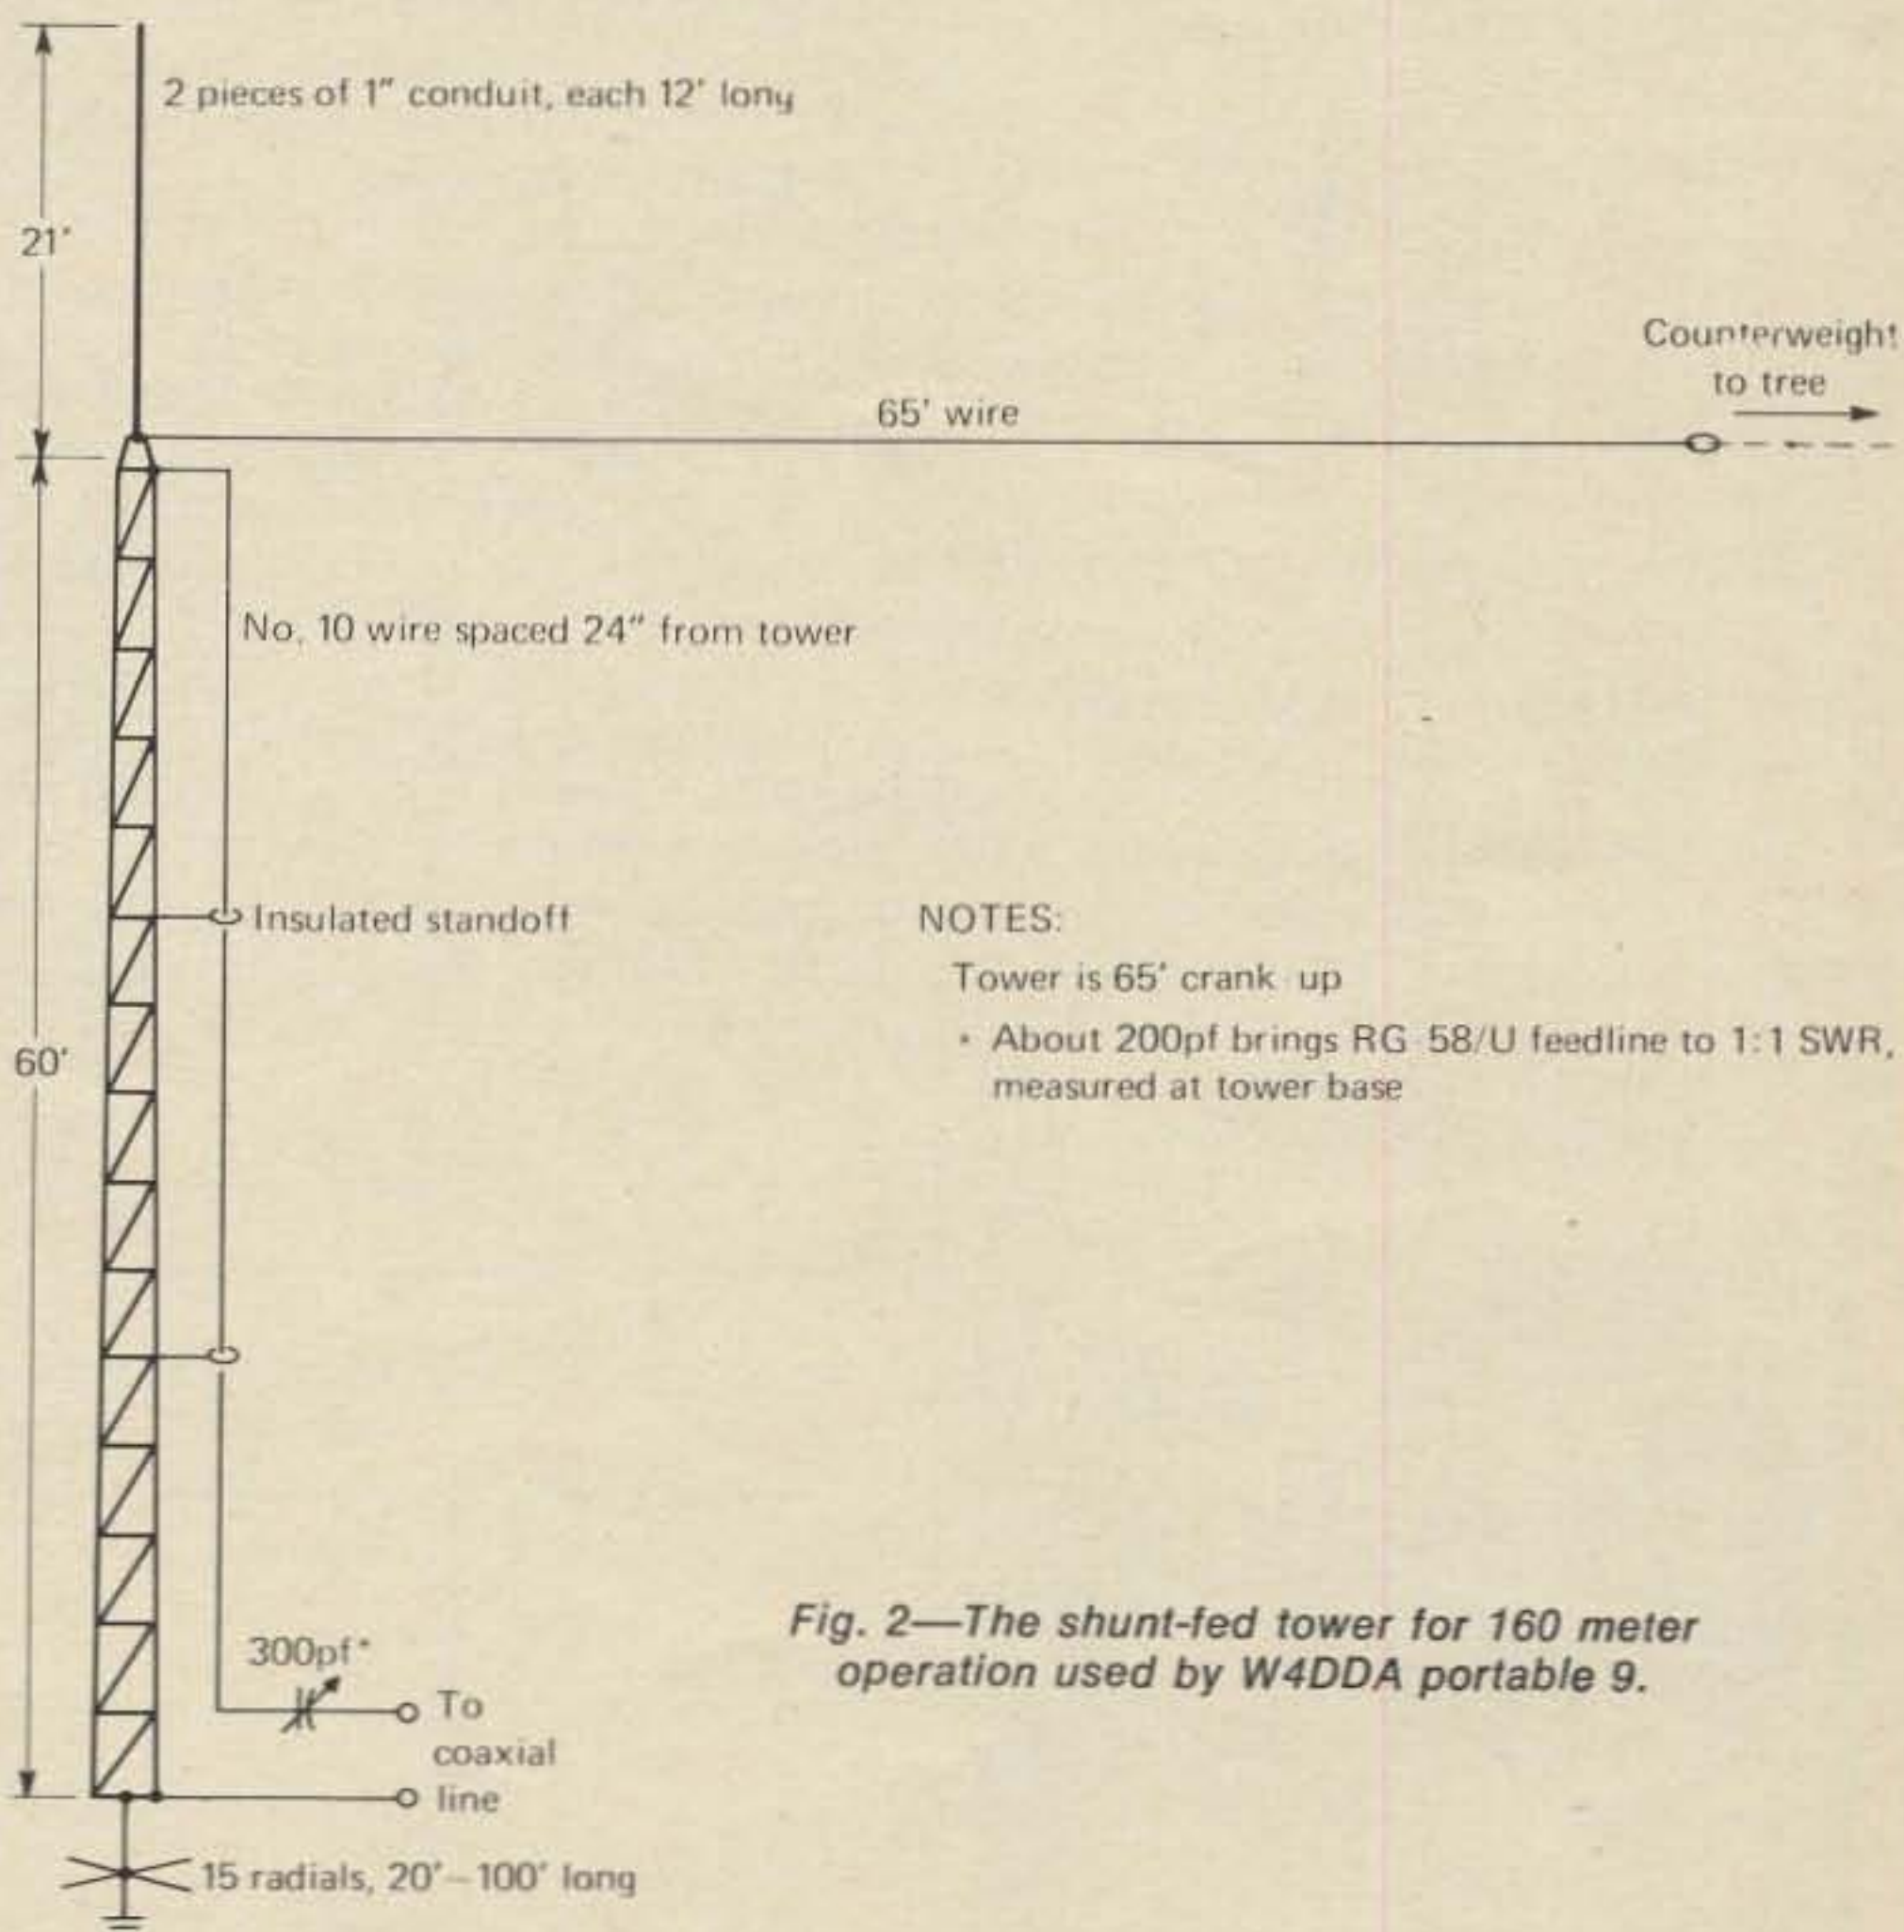 2 pieces of 1" conduit, each 12' long
21'
Counterweight
to tree
65' wire
No. 10 wire spaced 24" from tower
Insulated standoff
NOTES:
Tower is 65' crank up
60'
* About 200pf brings RG 58/U feedline to 1:1 SWR,
measured at tower base
Fig. 2—The shunt-fed tower for 160 meter
operation used by W4DDA portable 9.
300pf*
To
coaxial
line
15 radials, 20'–100' long